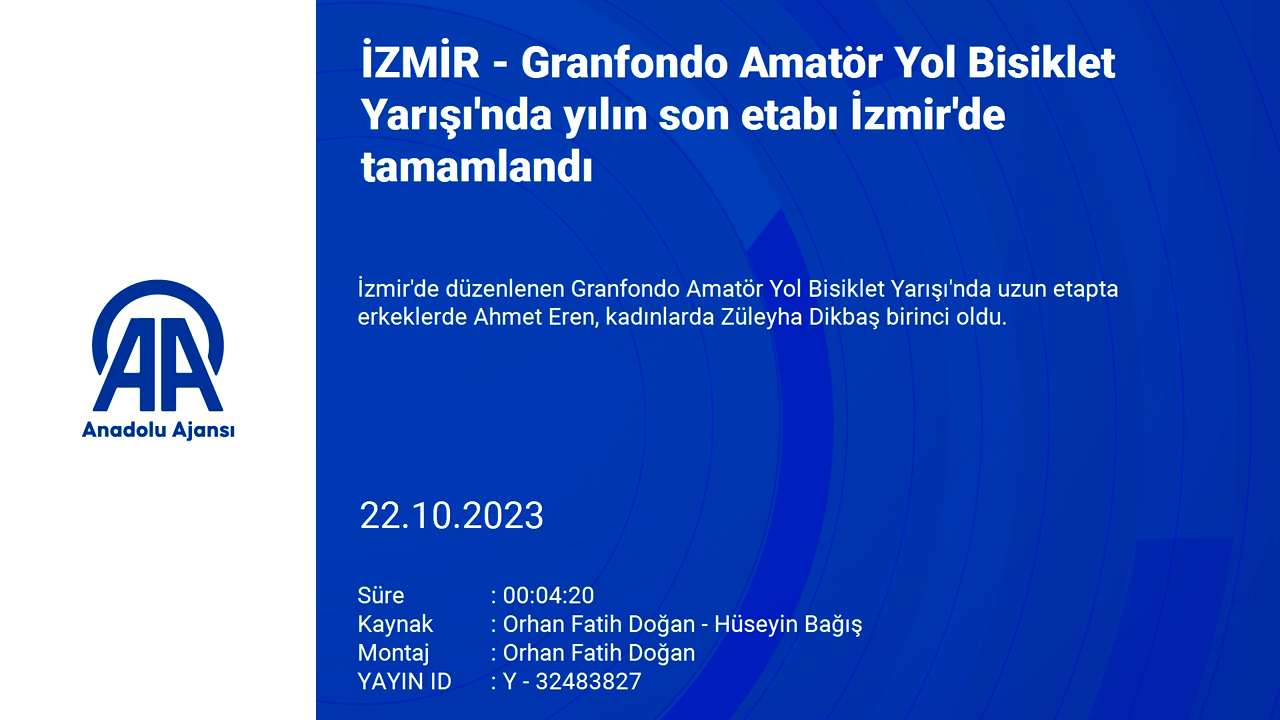 İZMİR - Granfondo Amatör Yol Bisiklet
Yarışı'nda yılın son etabı İzmir'de
tamamlandı
İzmir'de düzenlenen Granfondo Amatör Yol Bisiklet Yarışı'nda uzun etapta
erkeklerde Ahmet Eren, kadınlarda Züleyha Dikbaş birinci oldu.
AA
Anadolu Ajansı
22.10.2023
Süre : 00:04:20
Kaynak : Orhan Fatih Doğan - Hüseyin Bağış
Montaj : Orhan Fatih Doğan
YAYIN ID : Y - 32483827